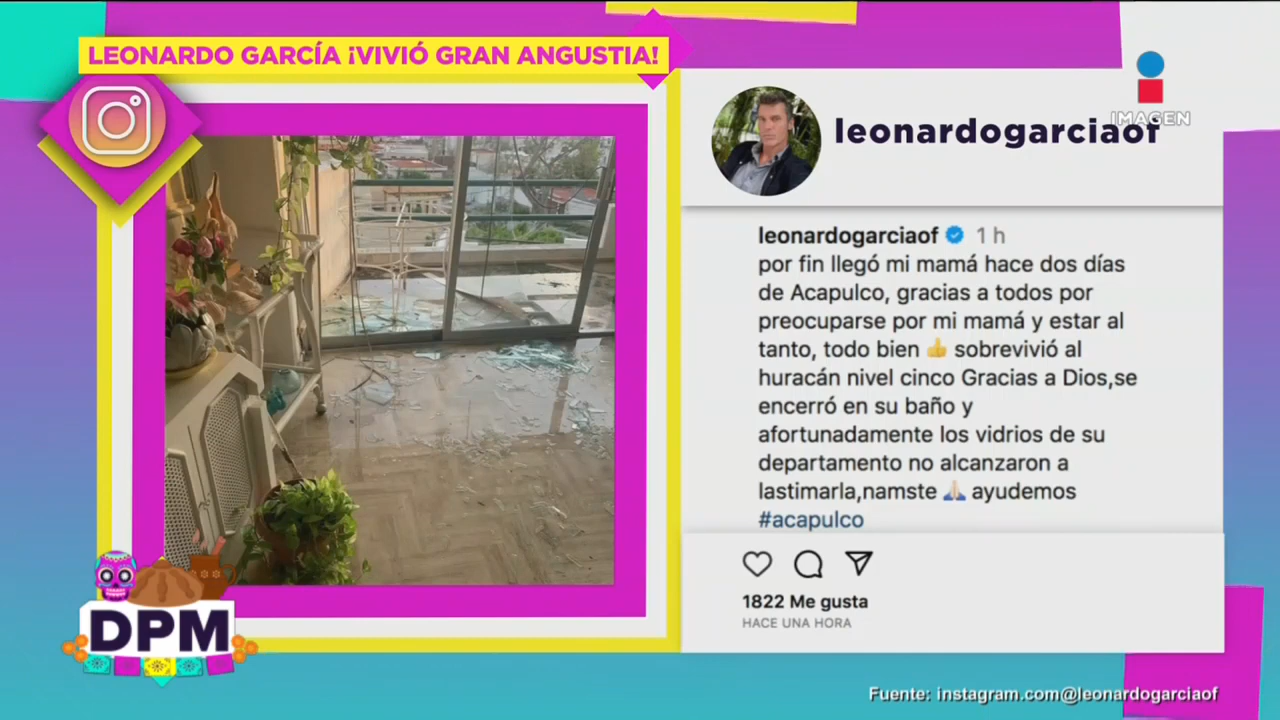 LEONARDO GARCÍA ¡VIVIÓ GRAN ANGUSTIA!
IMAGEN
leonardogarciaof
leonardogarciaof 1 h
por fin llegó mi mamá hace dos días
de Acapulco, gracias a todos por
preocuparse por mi mamá y estar al
tanto, todo bien 👍 sobrevivió al
huracán nivel cinco Gracias a Dios,se
encerró en su baño y
afortunadamente los vidrios de su
departamento no alcanzaron a
lastimarla,namste 🙏🏻 ayudemos
#acapulco
1822 Me gusta
HACE UNA HORA
DPM
Fuente: instagram.com@leonardogarciaof